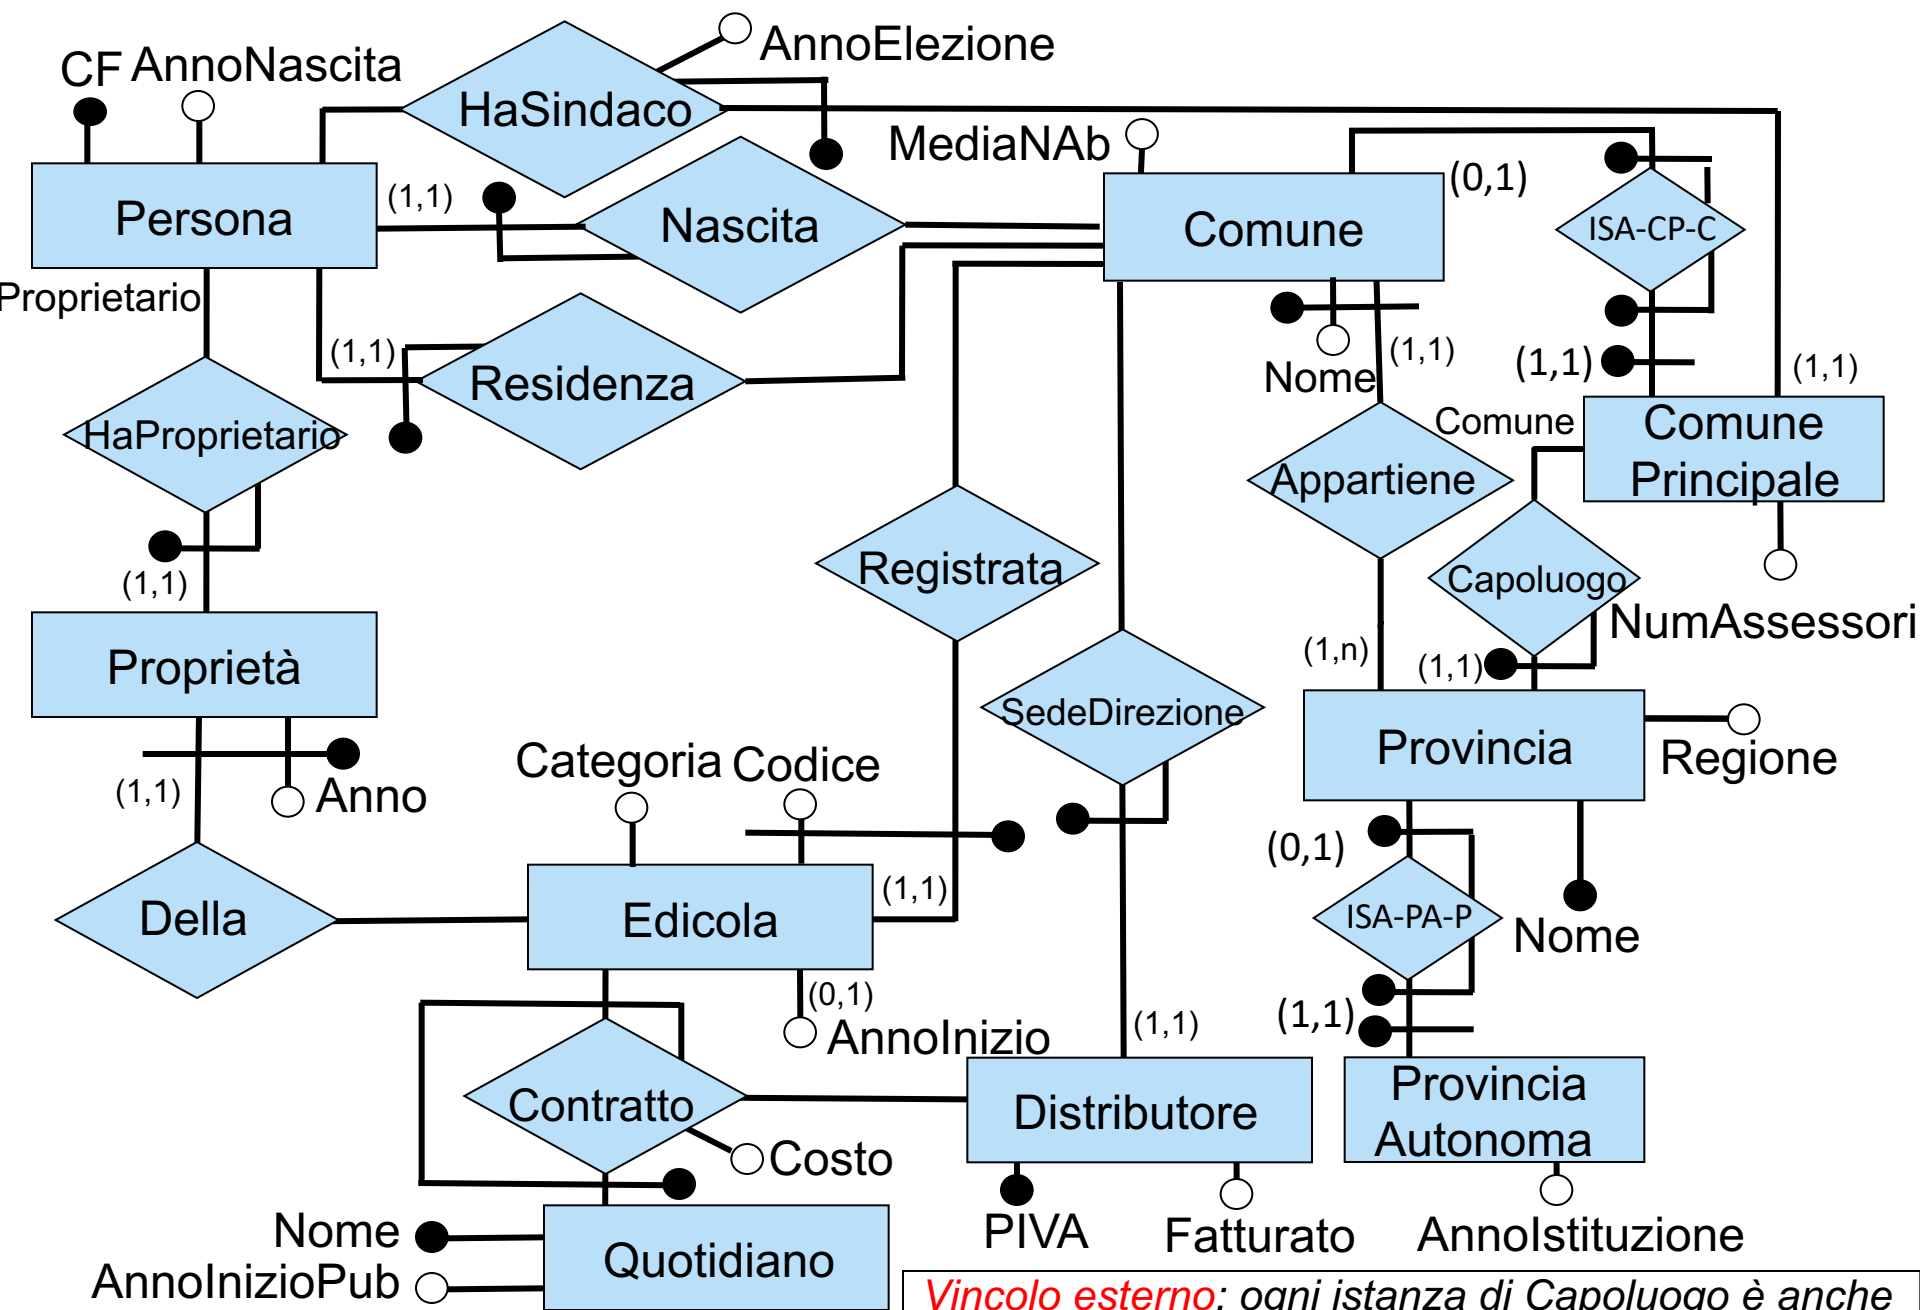 AnnoElezione
CF AnnoNascita
HaSindaco
MediaNAb
(0,1)
Persona
(1,1)
Nascita
Comune
ISA-CP-C
Proprietario
(1,1)
Residenza
Nome
(1,1)
(1,1)
(1,1)
HaProprietario
Comune
Comune
Principale
Appartiene
Registrata
Capoluogo
(1,1)
NumAssessori
Proprietà
(1,n)
(1,1)
SedeDirezione
Provincia
Regione
Categoria
Codice
(1,1)
Anno
(0,1)
Della
Edicola
(1,1)
ISA-PA-P
Nome
(0,1)
AnnoInizio
(1,1)
(1,1)
Contratto
Distributore
Provincia
Autonoma
Costo
Nome
PIVA
Fatturato
AnnoIstituzione
AnnoInizioPub
Quotidiano
Vincolo esterno: ogni istanza di Capoluogo è anche